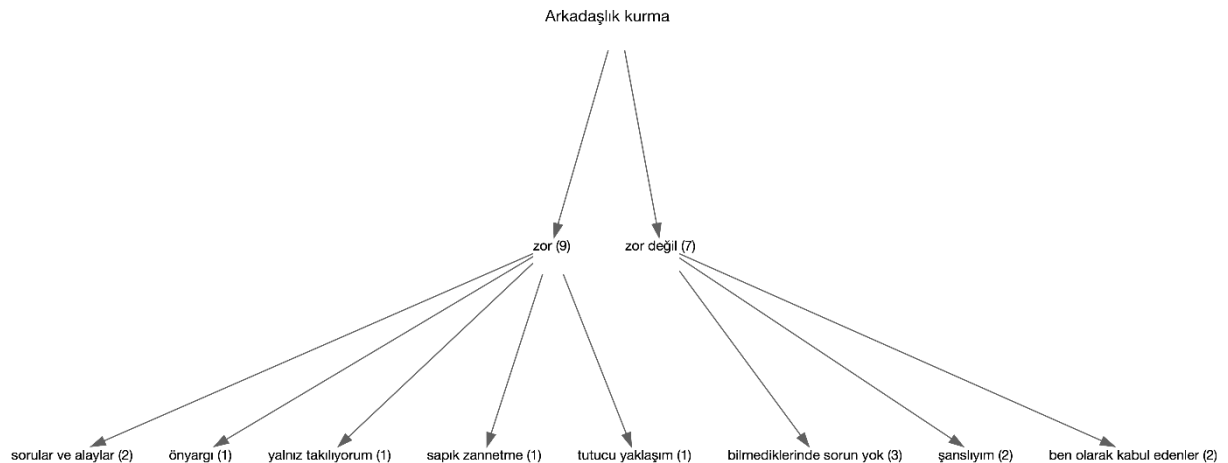 Arkadaşlık kurma
zor (9)
zor değil (7)
sorular ve alaylar (2)
önyargı (1)
yalnız takılıyorum (1)
sapık zannetme (1)
tutucu yaklaşım (1)
bilmediklerinde sorun yok (3)
şanslıyım (2)
ben olarak kabul edenler (2)